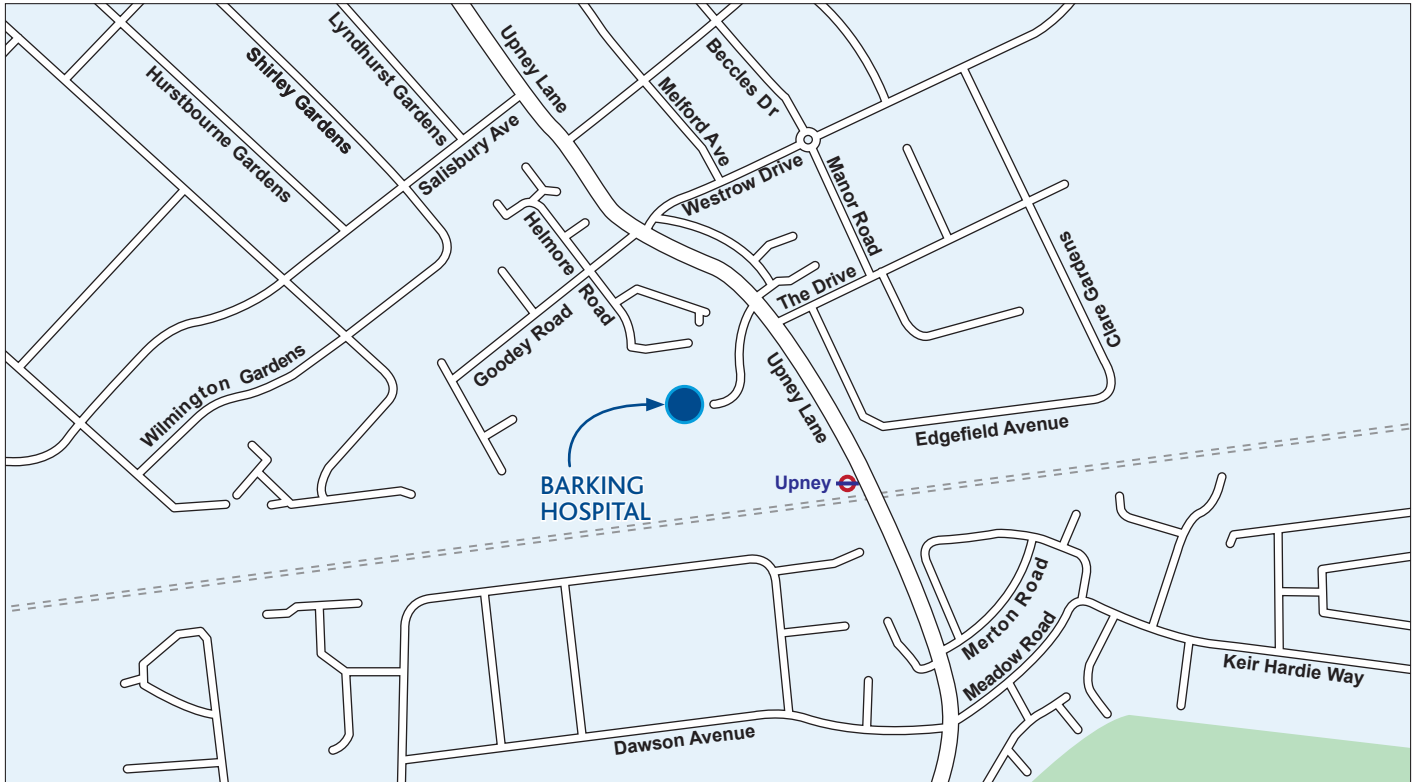 Lyndhurst Gardens
Shirley Gardens
Hurstbourne Gardens
Upney Lane
Beccles Dr
Melford Ave
Salisbury Ave
Westrow Drive
Manor Road
Helmore
Road
The Drive
Clare Gardens
Goodey Road
Wilmington Gardens
Upney Lane
Edgefield Avenue
BARKING
HOSPITAL
Upney
Merton Road
Meadow Road
Keir Hardie Way
Dawson Avenue